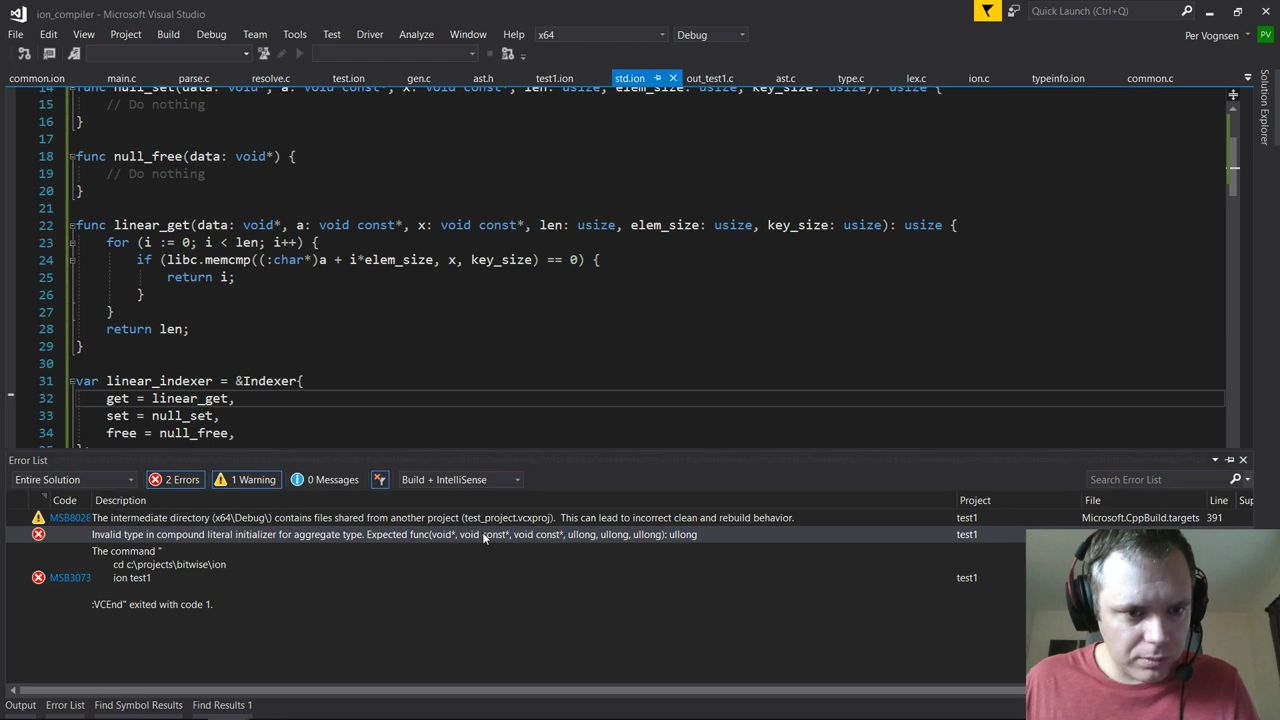 ion_compiler - Microsoft Visual Studio
Quick Launch (Ctrl+Q)
File Edit View Project Build Debug Team Tools Test Driver Analyze Window Help x64 Debug Per Vognsen PV
common.ion main.c parse.c resolve.c test.ion gen.c ast.h test1.ion std.ion out_test1.c ast.c type.c lex.c ion.c typeinfo.ion common.c
Solution Explorer
14 func null_set(data: void*, a: void const*, x: void const*, len: usize, elem_size: usize, key_size: usize): usize {
15 // Do nothing
16 }
17
18 func null_free(data: void*) {
19 // Do nothing
20 }
21
22 func linear_get(data: void*, a: void const*, x: void const*, len: usize, elem_size: usize, key_size: usize): usize {
23 for (i := 0; i < len; i++) {
24 if (libc.memcmp((:char*)a + i*elem_size, x, key_size) == 0) {
25 return i;
26 }
27 }
28 return len;
29 }
30
31 var linear_indexer = &Indexer{
32 get = linear_get,
33 set = null_set,
34 free = null_free,
Error List
Entire Solution 2 Errors 1 Warning 0 Messages Build + IntelliSense Search Error List
Code Description Project File Line
MSB8028 The intermediate directory (x64\Debug\) contains files shared from another project (test_project.vcxproj). This can lead to incorrect clean and rebuild behavior. test1 Microsoft.CppBuild.targets 391
Invalid type in compound literal initializer for aggregate type. Expected func(void*, void const*, void const*, ullong, ullong, ullong): ullong test1
The command "
cd c:\projects\bitwise\ion
MSB3073 ion test1 test1
:VCEnd" exited with code 1.
Output Error List Find Symbol Results Find Results 1